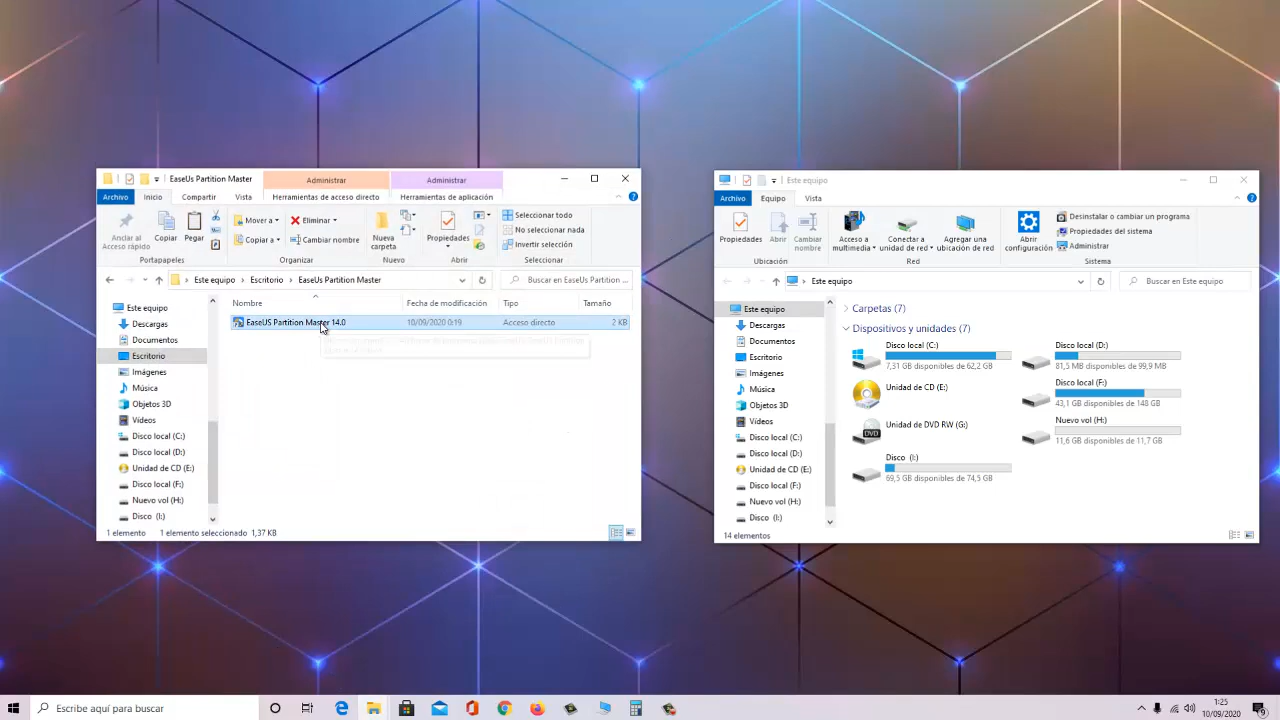 EaseUs Partition Master
Administrar
Administrar
Archivo
Inicio
Compartir
Vista
Herramientas de acceso directo
Herramientas de aplicación
Anclar al
Acceso rápido
Copiar
Pegar
Portapapeles
Mover a
Copiar a
Eliminar
Cambiar nombre
Organizar
Nueva
carpeta
Nuevo
Propiedades
Abrir
Seleccionar todo
No seleccionar nada
Invertir selección
Seleccionar
Este equipo > Escritorio > EaseUs Partition Master
Buscar en EaseUs Partition ...
Nombre
Fecha de modificación
Tipo
Tamaño
EaseUS Partition Master 14.0
10/09/2020 0:19
Acceso directo
2 KB
Este equipo
Descargas
Documentos
Escritorio
Imágenes
Música
Objetos 3D
Vídeos
Disco local (C:)
Disco local (D:)
Unidad de CD (E:)
Disco local (F:)
Nuevo vol (H:)
Disco (I:)
1 elemento
1 elemento seleccionado 1,37 KB
Este equipo
Archivo
Equipo
Vista
Propiedades
Abrir
Cambiar
nombre
Ubicación
Acceso a
multimedia
Conectar a
unidad de red
Agregar una
ubicación de red
Red
Abrir
configuración
Desinstalar o cambiar un programa
Propiedades del sistema
Administrar
Sistema
Este equipo
Buscar en Este equipo
Este equipo
Descargas
Documentos
Escritorio
Imágenes
Música
Objetos 3D
Vídeos
Disco local (C:)
Disco local (D:)
Unidad de CD (E:)
Disco local (F:)
Nuevo vol (H:)
Disco (I:)
Carpetas (7)
Dispositivos y unidades (7)
Disco local (C:)
7,31 GB disponibles de 62,2 GB
Disco local (D:)
81,5 MB disponibles de 99,9 MB
Unidad de CD (E:)
Disco local (F:)
43,1 GB disponibles de 148 GB
DVD
Unidad de DVD RW (G:)
Nuevo vol (H:)
11,6 GB disponibles de 11,7 GB
Disco (I:)
69,5 GB disponibles de 74,5 GB
14 elementos
Escribe aquí para buscar
1:25
10/09/2020